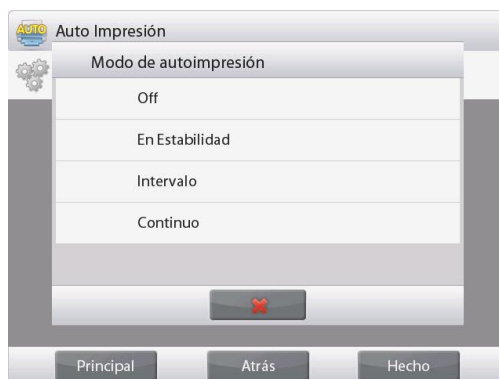 AUTO Auto Impresión
Modo de autoimpresión
Off
En Estabilidad
Intervalo
Continuo
Principal Atrás Hecho